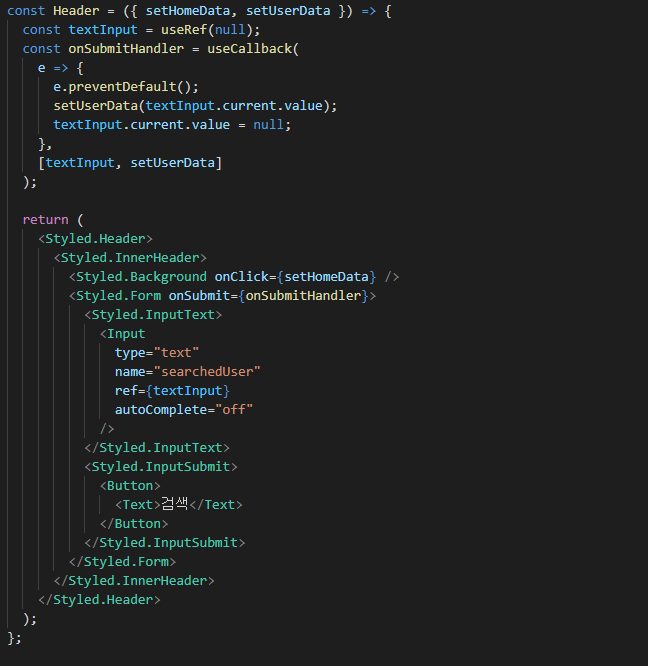 const Header = ({ setHomeData, setUserData }) => {
  const textInput = useRef(null);
  const onSubmitHandler = useCallback(
    e => {
      e.preventDefault();
      setUserData(textInput.current.value);
      textInput.current.value = null;
    },
    [textInput, setUserData]
  );

  return (
    <Styled.Header>
      <Styled.InnerHeader>
        <Styled.Background onClick={setHomeData} />
        <Styled.Form onSubmit={onSubmitHandler}>
          <Styled.InputText>
            <Input
              type="text"
              name="searchedUser"
              ref={textInput}
              autoComplete="off"
            />
          </Styled.InputText>
          <Styled.InputSubmit>
            <Button>
              <Text>검색</Text>
            </Button>
          </Styled.InputSubmit>
        </Styled.Form>
      </Styled.InnerHeader>
    </Styled.Header>
  );
};